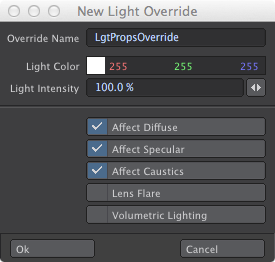 New Light Override
Override Name LgtPropsOverride
Light Color 255 255 255
Light Intensity 100.0 %
Affect Diffuse
Affect Specular
Affect Caustics
Lens Flare
Volumetric Lighting
Ok Cancel